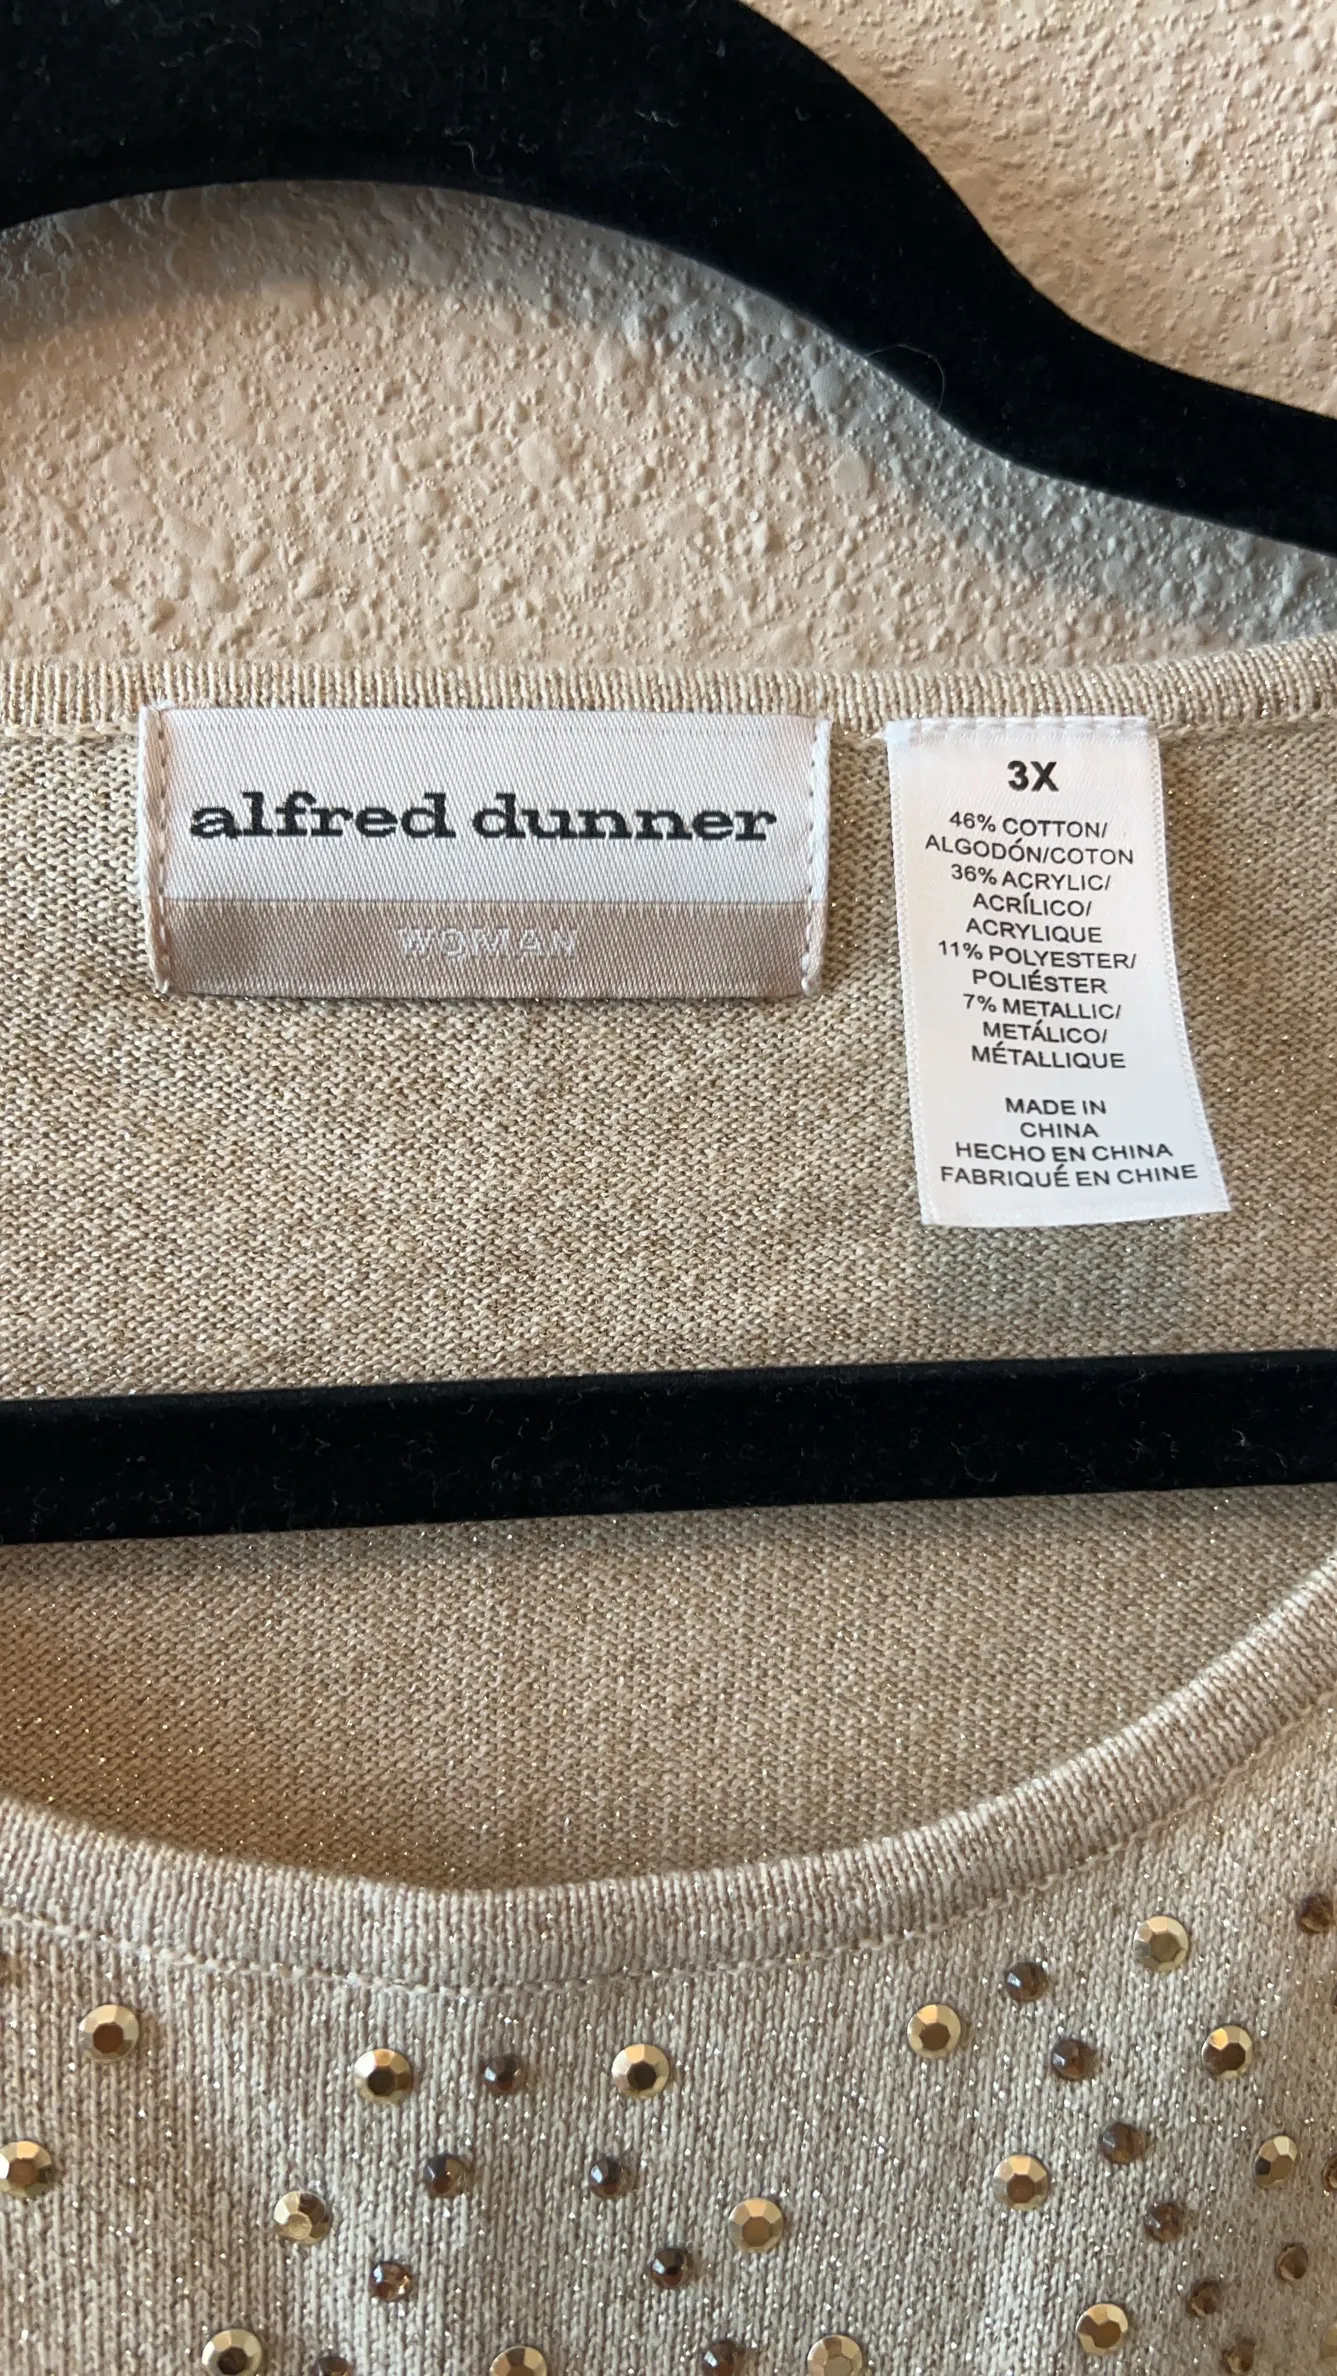 alfred dunner
WOMAN
3X
46% COTTON/
ALGODÓN/COTON
36% ACRYLIC/
ACRÍLICO/
ACRYLIQUE
11% POLYESTER/
POLIÉSTER
7% METALLIC/
METÁLICO/
MÉTALLIQUE
MADE IN
CHINA
HECHO EN CHINA
FABRIQUÉ EN CHINE